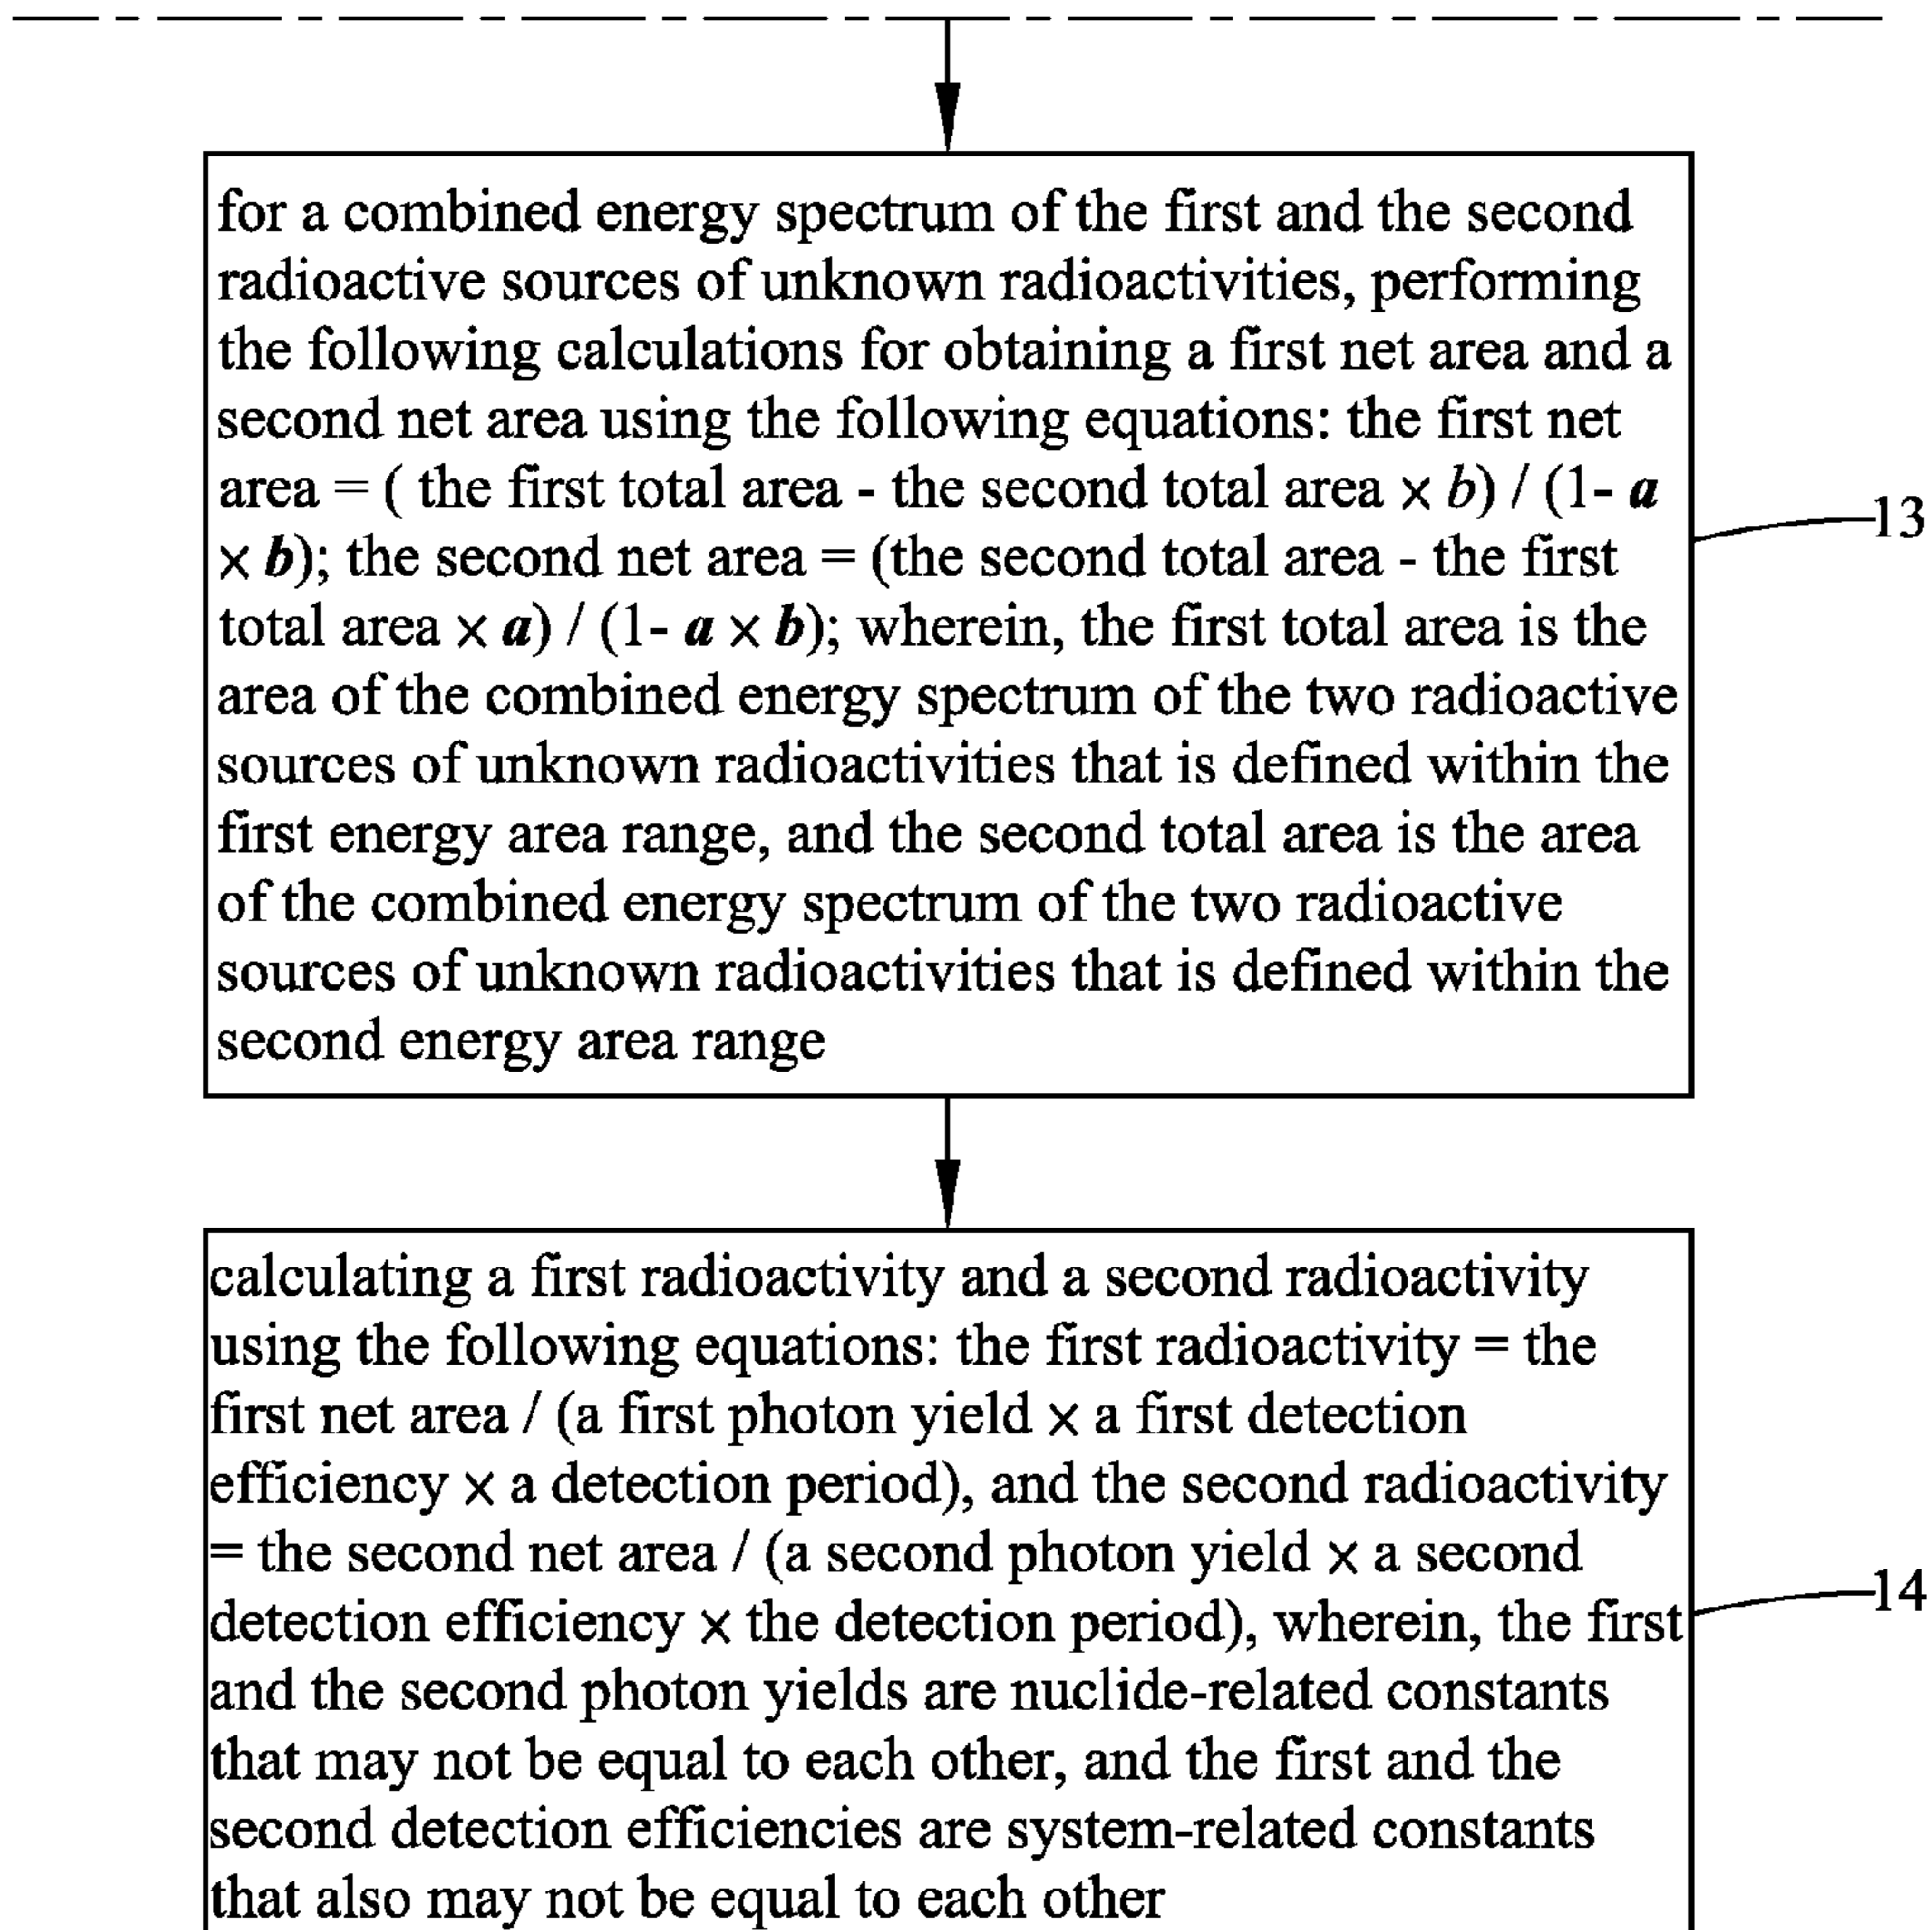 for a combined energy spectrum of the first and the second
radioactive sources of unknown radioactivities, performing
the following calculations for obtaining a first net area and a
second net area using the following equations: the first net
area = ( the first total area - the second total area × b) / (1- a
× b); the second net area = (the second total area - the first
total area × a) / (1- a × b); wherein, the first total area is the
area of the combined energy spectrum of the two radioactive
sources of unknown radioactivities that is defined within the
first energy area range, and the second total area is the area
of the combined energy spectrum of the two radioactive
sources of unknown radioactivities that is defined within the
second energy area range
13
calculating a first radioactivity and a second radioactivity
using the following equations: the first radioactivity = the
first net area / (a first photon yield × a first detection
efficiency × a detection period), and the second radioactivity
= the second net area / (a second photon yield × a second
detection efficiency × the detection period), wherein, the first
and the second photon yields are nuclide-related constants
that may not be equal to each other, and the first and the
second detection efficiencies are system-related constants
that also may not be equal to each other
14